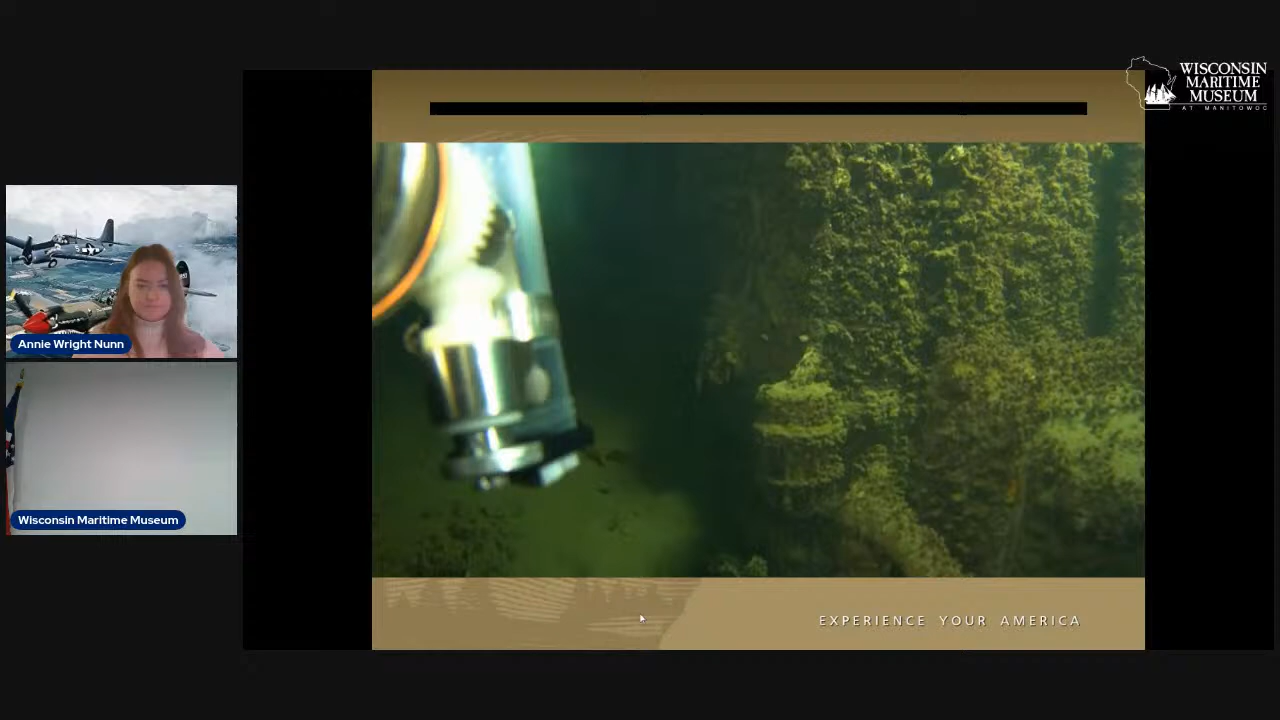 WISCONSIN
MARITIME
MUSEUM
AT MANITOWOC
Annie Wright Nunn
Wisconsin Maritime Museum
EXPERIENCE YOUR AMERICA